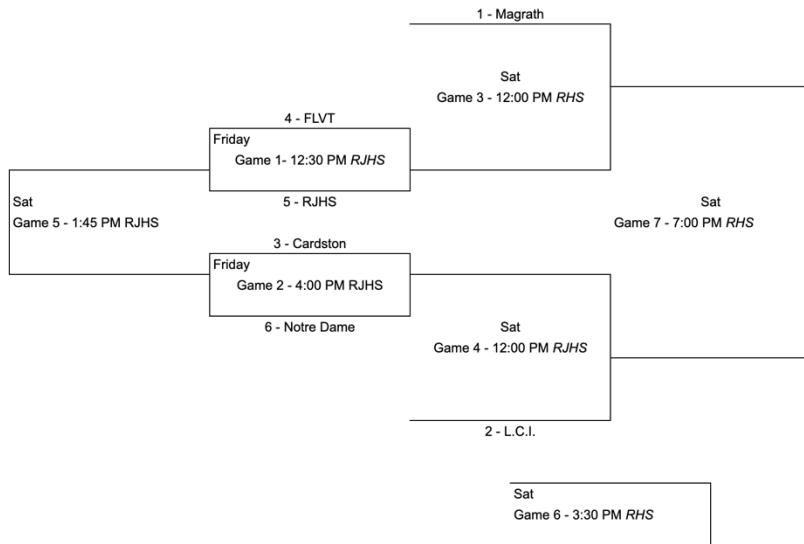 1 - Magrath
Sat
Game 3 - 12:00 PM RHS
4 - FLVT
Friday
Game 1- 12:30 PM RJHS
5 - RJHS
Sat
Game 5 - 1:45 PM RJHS
Sat
Game 7 - 7:00 PM RHS
3 - Cardston
Friday
Game 2 - 4:00 PM RJHS
6 - Notre Dame
Sat
Game 4 - 12:00 PM RJHS
2 - L.C.I.
Sat
Game 6 - 3:30 PM RHS